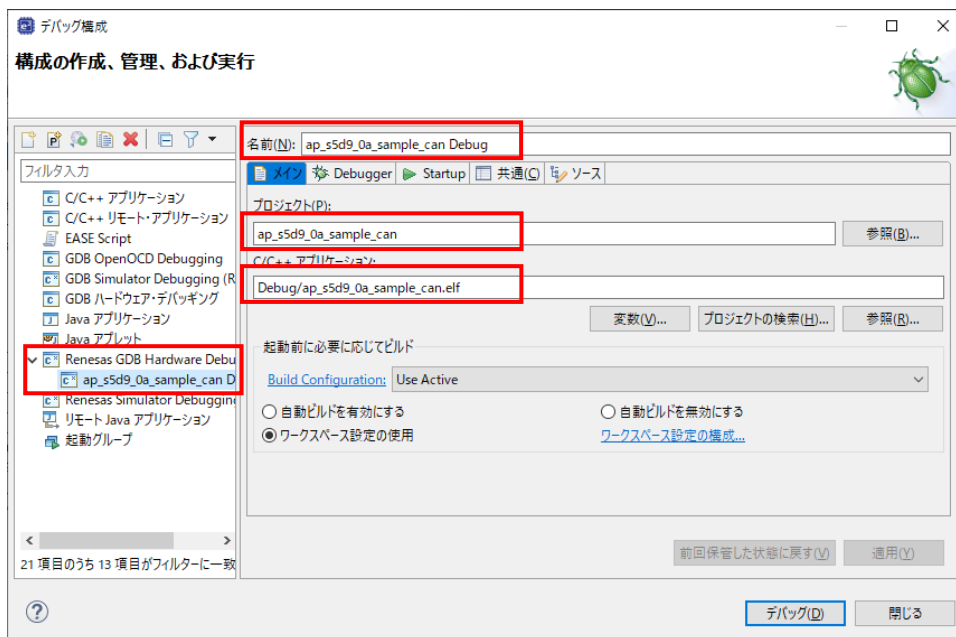 デバッグ構成
構成の作成、管理、および実行
フィルタ入力
C/C++ アプリケーション
C/C++ リモート・アプリケーション
EASE Script
GDB OpenOCD Debugging
GDB Simulator Debugging (R
GDB ハードウェア・デバッギング
Java アプリケーション
Java アプレット
Renesas GDB Hardware Debu
ap_s5d9_0a_sample_can D
Renesas Simulator Debugging
リモート Java アプリケーション
起動グループ
21 項目のうち 13 項目がフィルターに一致
名前(N): ap_s5d9_0a_sample_can Debug
メイン Debugger Startup 共通(C) ソース
プロジェクト(P):
ap_s5d9_0a_sample_can 参照(B)...
C/C++ アプリケーション:
Debug/ap_s5d9_0a_sample_can.elf
変数(V)... プロジェクトの検索(H)... 参照(R)...
起動前に必要に応じてビルド
Build Configuration: Use Active
自動ビルドを有効にする 自動ビルドを無効にする
ワークスペース設定の使用 ワークスペース設定の構成...
前回保管した状態に戻す(V) 適用(Y)
デバッグ(D) 閉じる